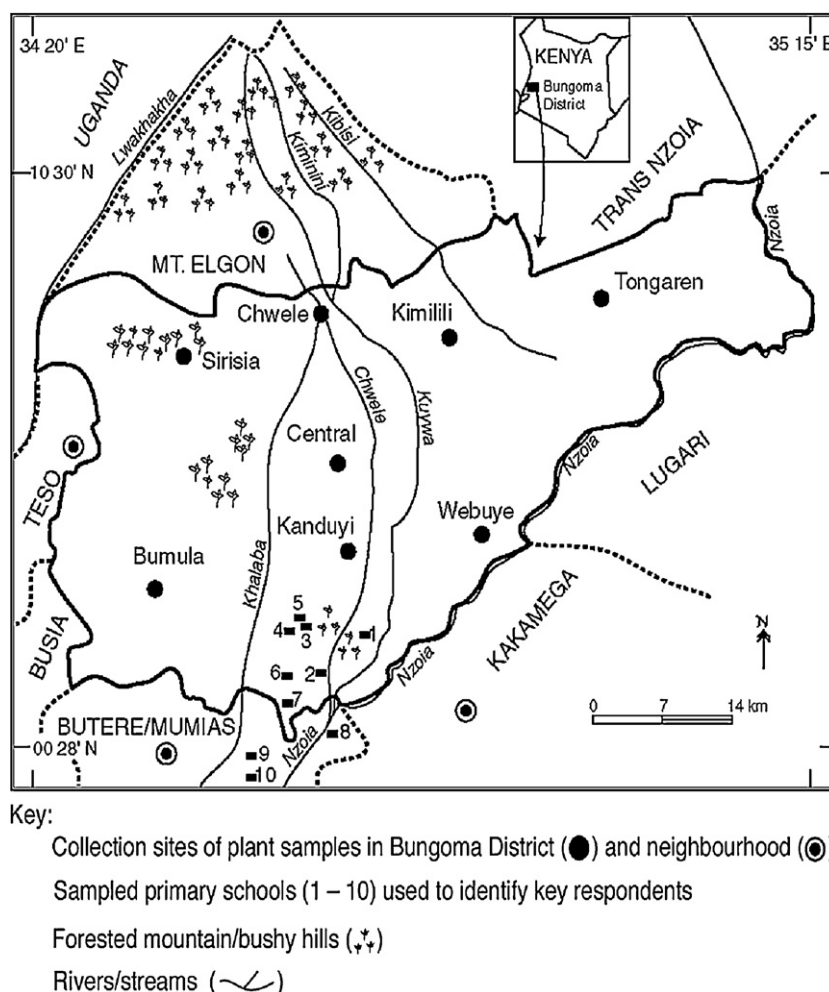 34 20' E
35 15' E
KENYA
Bungoma
District
UGANDA
Lwakhakha
Kibisi
Kiminini
10 30' N
TRANS NZOIA
Nzoia
MT. ELGON
Tongaren
Chwele
Kimilili
Sirisia
Chwele
Kuywa
Central
Nzoia
LUGARI
TESO
Webuye
Kanduyi
Khalaba
Bumula
5
4
3
1
KAKAMEGA
BUSIA
N
6
2
Nzoia
7
0 7 14 km
BUTERE/MUMIAS
8
Nzoia
00 28' N
9
10
Key:
Collection sites of plant samples in Bungoma District (●) and neighbourhood (◉)
Sampled primary schools (1 – 10) used to identify key respondents
Forested mountain/bushy hills ( )
Rivers/streams ( )